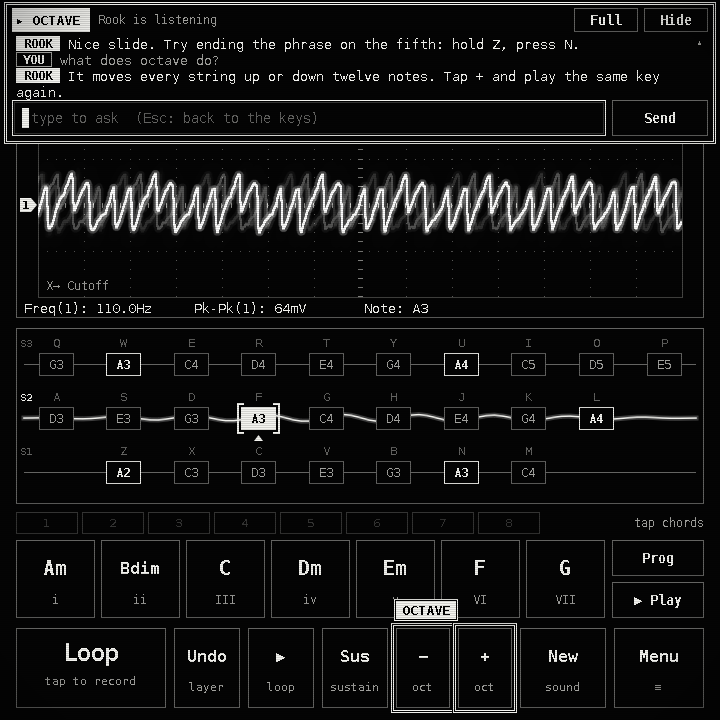 ▶ OCTAVE Rook is listening Full Hide
ROOK Nice slide. Try ending the phrase on the fifth: hold Z, press N.
YOU what does octave do?
ROOK It moves every string up or down twelve notes. Tap + and play the same key
again.
type to ask (Esc: back to the keys) Send
1
X→ Cutoff
Freq(1): 110.0Hz Pk-Pk(1): 64mV Note: A3
S3 Q W E R T Y U I O P
G3 A3 C4 D4 E4 G4 A4 C5 D5 E5
S2 A S D F G H J K L
D3 E3 G3 A3 C4 D4 E4 G4 A4
S1 Z X C V B N M
A2 C3 D3 E3 G3 A3 C4
1 2 3 4 5 6 7 8 tap chords
Am Bdim C Dm Em F G Prog
i ii III iv VI VII ▶ Play
OCTAVE
Loop Undo ▶ Sus − + New Menu
tap to record layer loop sustain oct oct sound ≡